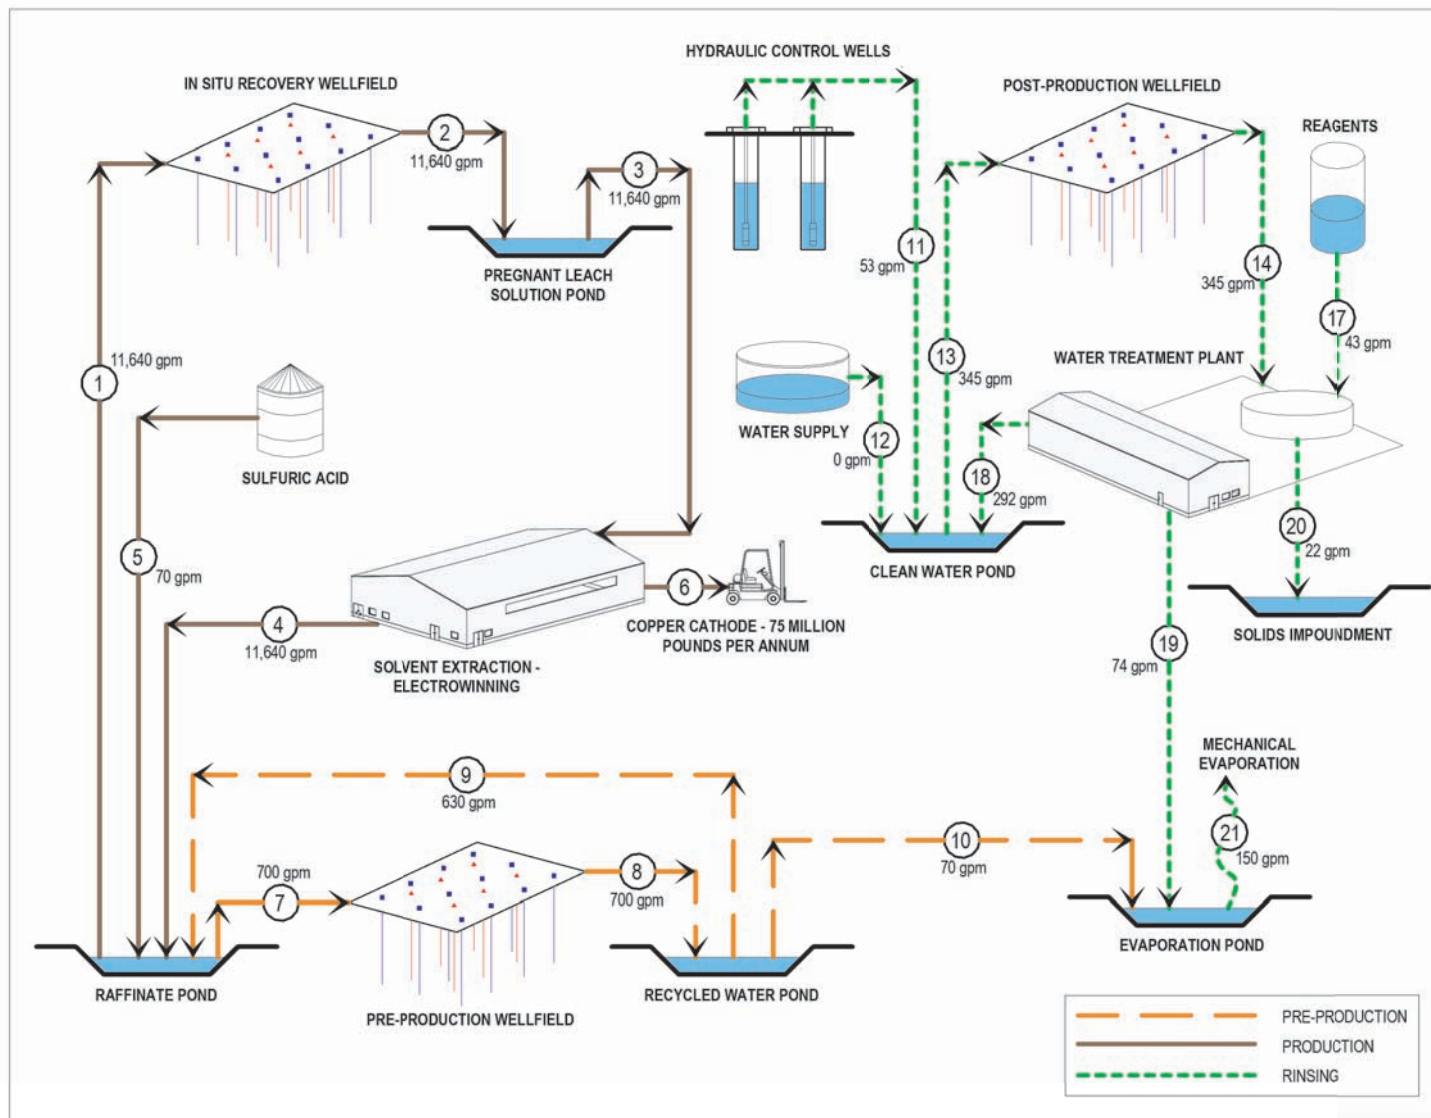 HYDRAULIC CONTROL WELLS
IN SITU RECOVERY WELLFIELD
POST-PRODUCTION WELLFIELD
REAGENTS
2
11,640 gpm
3
11,640 gpm
PREGNANT LEACH
SOLUTION POND
11
53 gpm
14
345 gpm
17
43 gpm
1
11,640 gpm
13
345 gpm
WATER TREATMENT PLANT
WATER SUPPLY
12
0 gpm
SULFURIC ACID
18
292 gpm
5
70 gpm
20
22 gpm
CLEAN WATER POND
6
COPPER CATHODE - 75 MILLION
POUNDS PER ANNUM
SOLIDS IMPOUNDMENT
4
11,640 gpm
SOLVENT EXTRACTION -
ELECTROWINNING
19
74 gpm
MECHANICAL
EVAPORATION
9
630 gpm
21
150 gpm
10
70 gpm
700 gpm
7
8
700 gpm
EVAPORATION POND
RAFFINATE POND
RECYCLED WATER POND
PRE-PRODUCTION WELLFIELD
PRE-PRODUCTION
PRODUCTION
RINSING